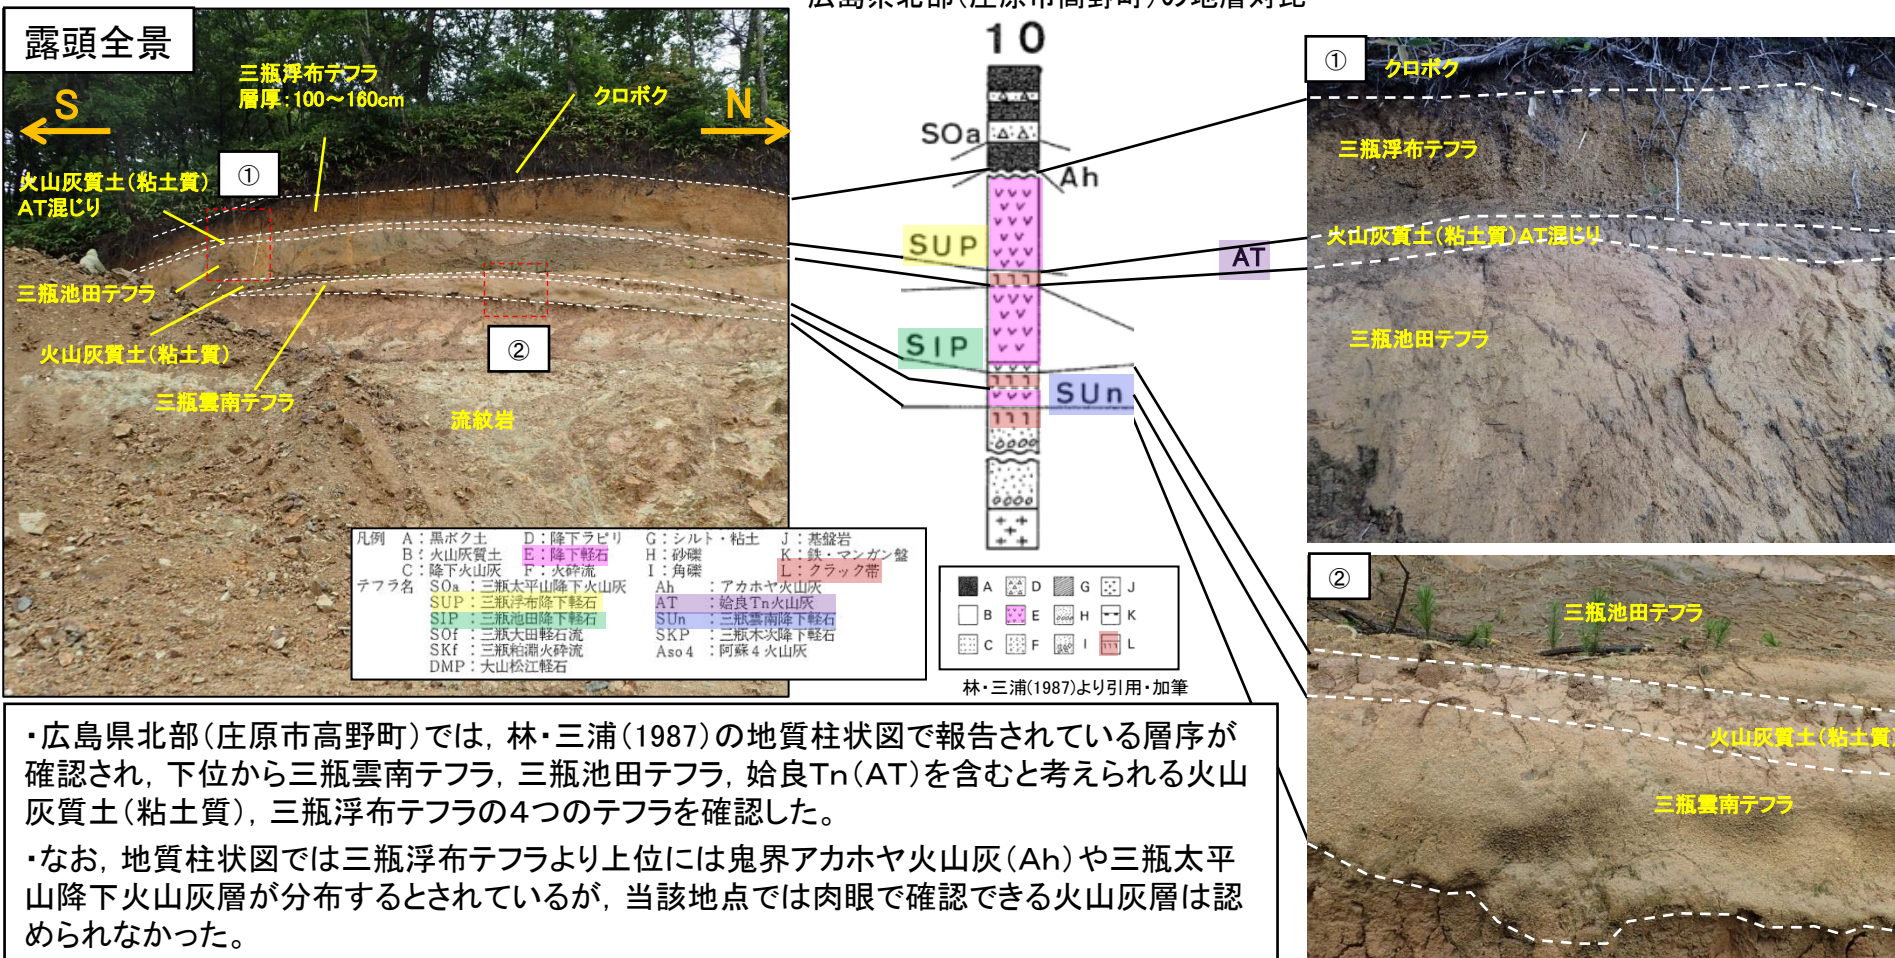 広島県北部(庄原市高野町)の地層対比
露頭全景
S
N
三瓶浮布テフラ
層厚:100～160cm
クロボク
①
火山灰質土(粘土質)
AT混じり
三瓶池田テフラ
火山灰質土(粘土質)
②
三瓶雲南テフラ
流紋岩
10
SOa
Ah
SUP
AT
SIP
SUn
①
クロボク
三瓶浮布テフラ
火山灰質土(粘土質)AT混じり
三瓶池田テフラ
②
三瓶池田テフラ
火山灰質土(粘土質)
三瓶雲南テフラ
凡例 A:黒ボク土 D:降下ラピリ G:シルト・粘土 J:基盤岩
B:火山灰質土 E:降下軽石 H:砂礫 K:鉄・マンガン盤
C:降下火山灰 F:火砕流 I:角礫 L:クラック帯
テフラ名 SOa:三瓶太平山降下火山灰 Ah:アカホヤ火山灰
SUP:三瓶浮布降下軽石 AT:姶良Tn火山灰
SIP:三瓶池田降下軽石 SUn:三瓶雲南降下軽石
SOf:三瓶大田軽石流 SKP:三瓶木次降下軽石
SKf:三瓶粕淵火砕流 Aso4:阿蘇4火山灰
DMP:大山松江軽石
A D G J
B E H K
C F I L
林・三浦(1987)より引用・加筆
・広島県北部(庄原市高野町)では,林・三浦(1987)の地質柱状図で報告されている層序が
確認され,下位から三瓶雲南テフラ,三瓶池田テフラ,姶良Tn(AT)を含むと考えられる火山
灰質土(粘土質),三瓶浮布テフラの4つのテフラを確認した。
・なお,地質柱状図では三瓶浮布テフラより上位には鬼界アカホヤ火山灰(Ah)や三瓶太平
山降下火山灰層が分布するとされているが,当該地点では肉眼で確認できる火山灰層は認
められなかった。